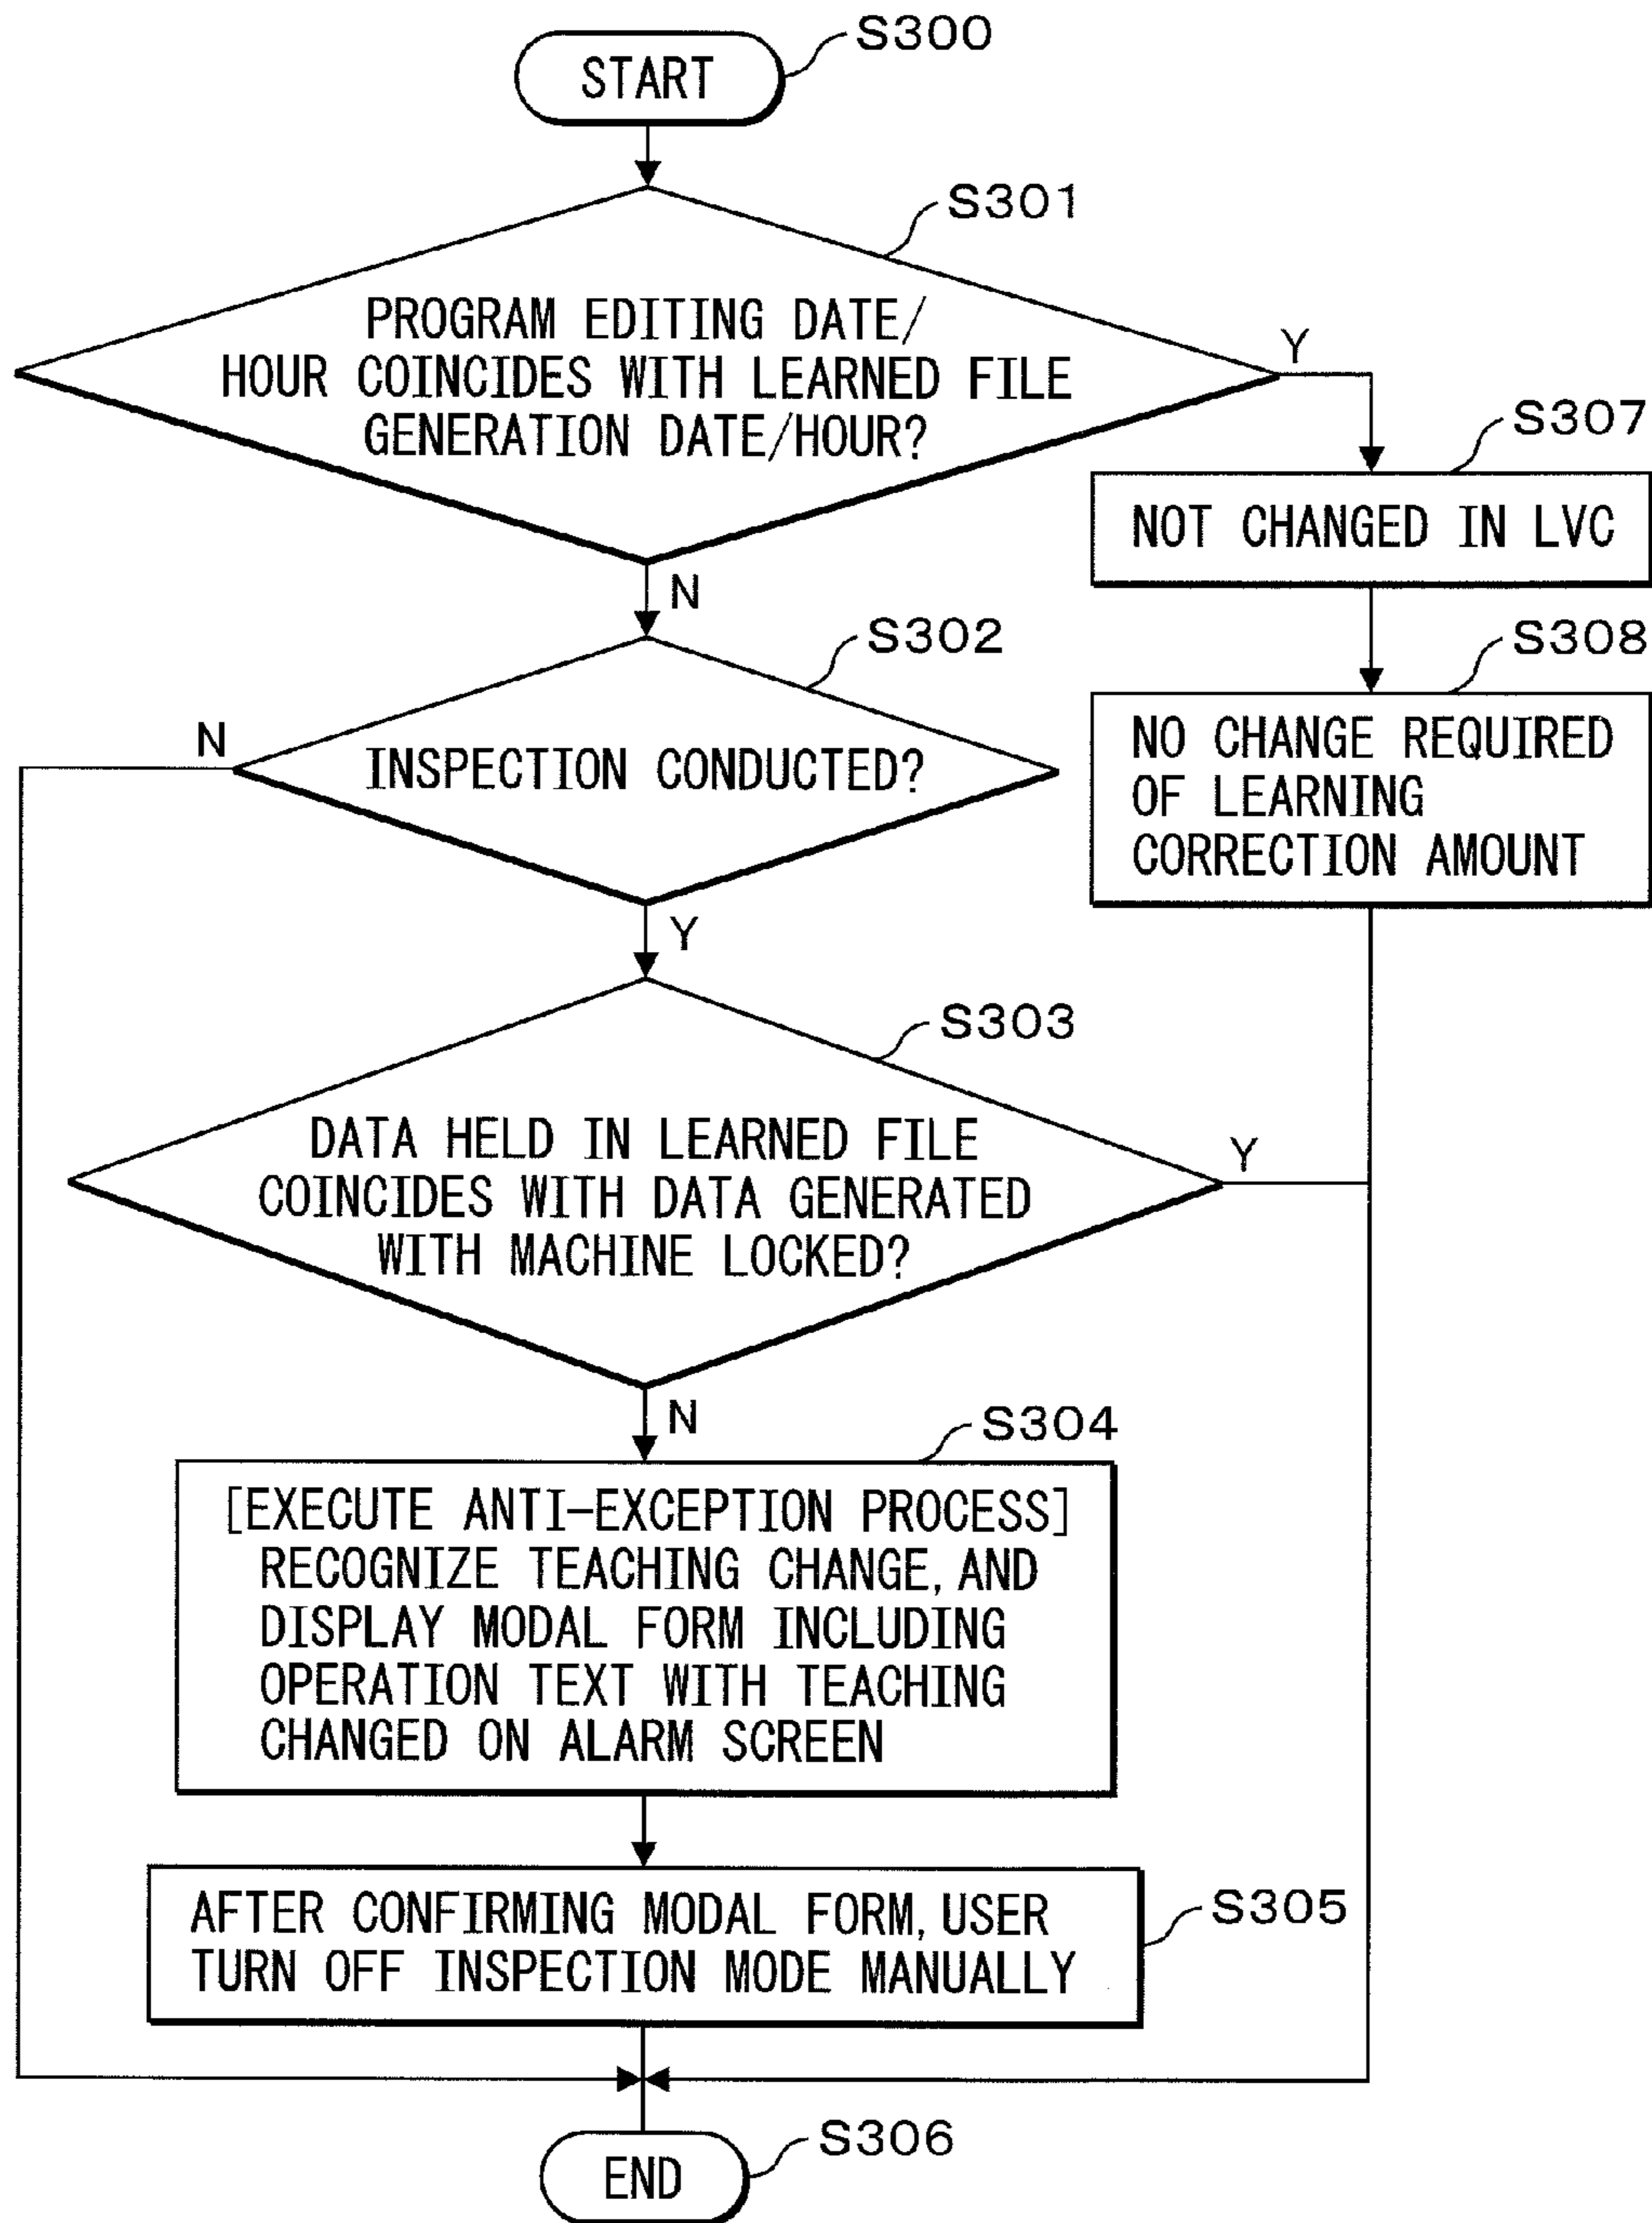 S300
START
S301
PROGRAM EDITING DATE/
HOUR COINCIDES WITH LEARNED FILE
GENERATION DATE/HOUR?
Y
N
S307
NOT CHANGED IN LVC
S308
NO CHANGE REQUIRED
OF LEARNING
CORRECTION AMOUNT
S302
INSPECTION CONDUCTED?
N
Y
S303
DATA HELD IN LEARNED FILE
COINCIDES WITH DATA GENERATED
WITH MACHINE LOCKED?
Y
N
S304
[EXECUTE ANTI-EXCEPTION PROCESS]
RECOGNIZE TEACHING CHANGE, AND
DISPLAY MODAL FORM INCLUDING
OPERATION TEXT WITH TEACHING
CHANGED ON ALARM SCREEN
S305
AFTER CONFIRMING MODAL FORM, USER
TURN OFF INSPECTION MODE MANUALLY
S306
END